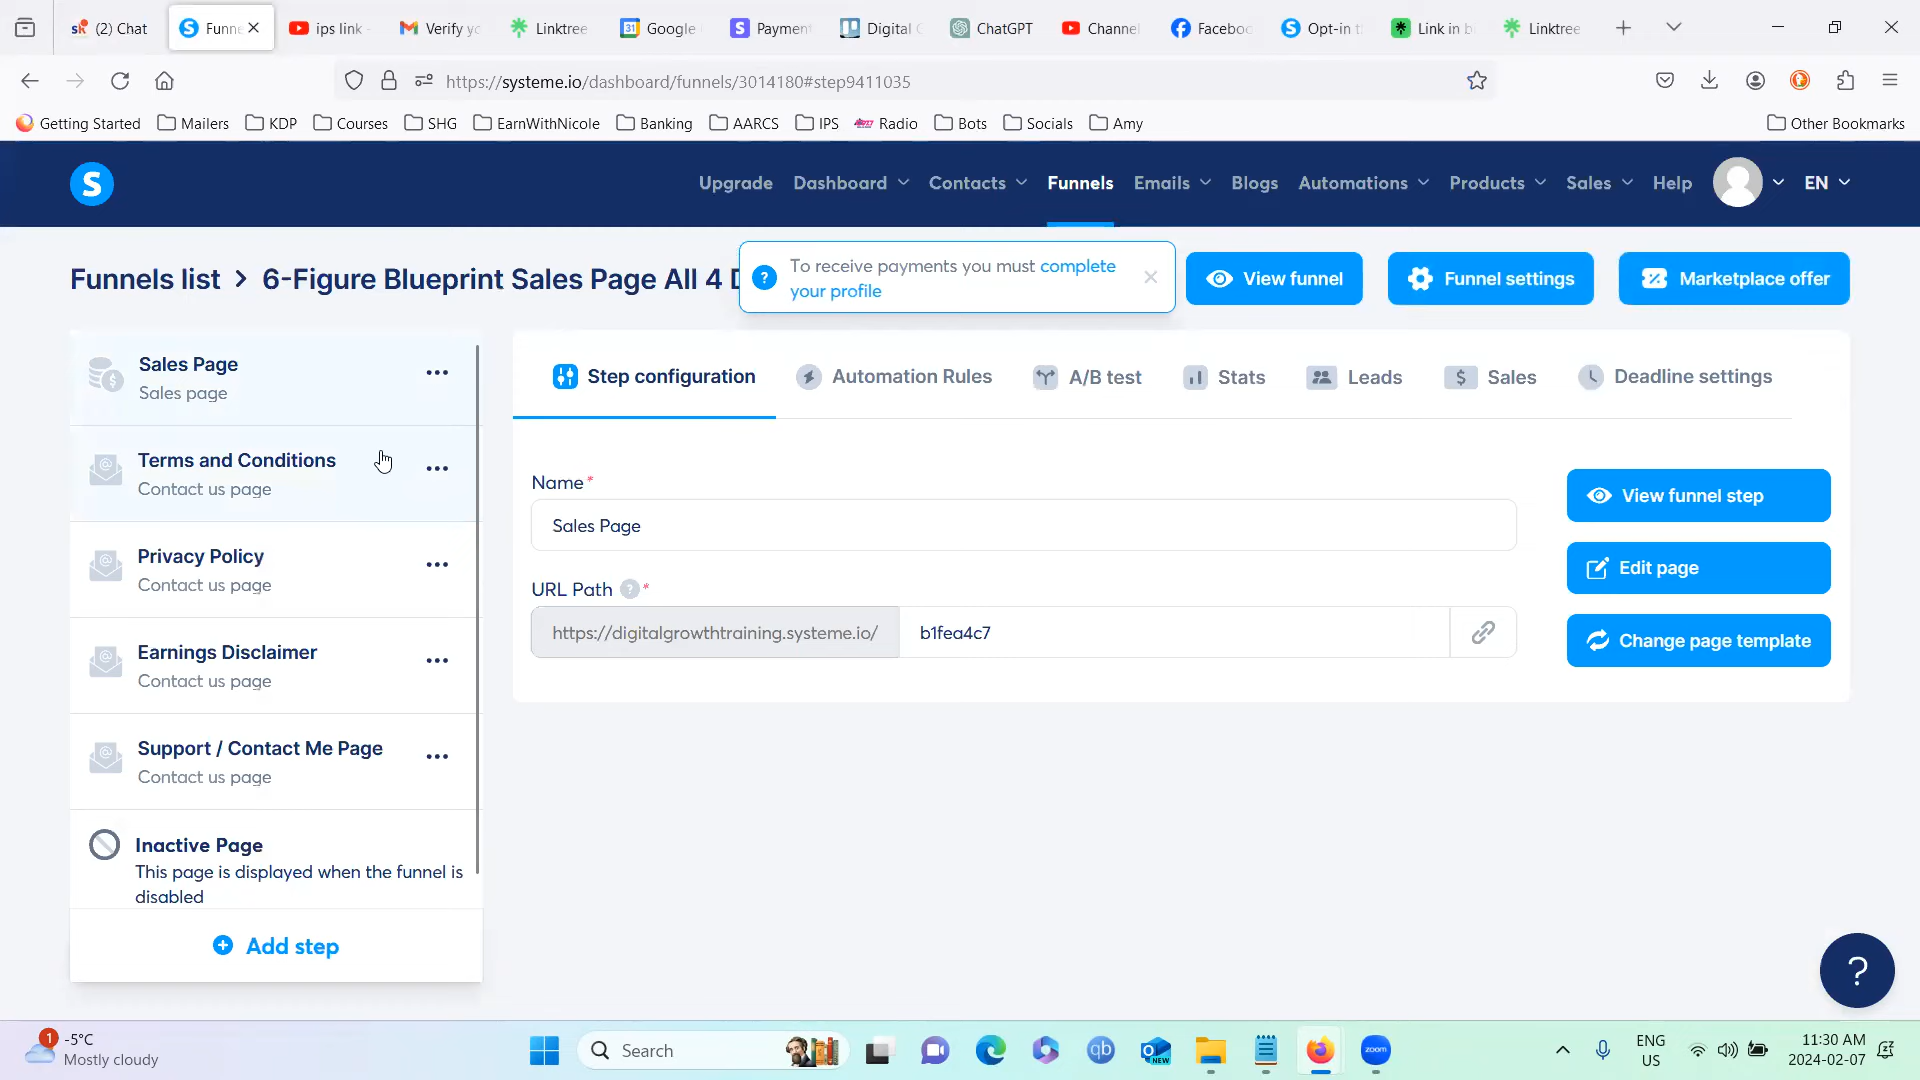 (2) Chat
Funne
ips link -
Verify yo
Linktree
Google
Payment
Digital
ChatGPT
Channel
Faceboo
Opt-in t
Link in b
Linktree
https://systeme.io/dashboard/funnels/3014180#step9411035
Getting Started
Mailers
KDP
Courses
SHG
EarnWithNicole
Banking
AARCS
IPS
Radio
Bots
Socials
Amy
Other Bookmarks
S
Upgrade
Dashboard
Contacts
Funnels
Emails
Blogs
Automations
Products
Sales
Help
EN
Funnels list > 6-Figure Blueprint Sales Page All 4 D
To receive payments you must complete
your profile
View funnel
Funnel settings
Marketplace offer
Sales Page
Sales page
Terms and Conditions
Contact us page
Privacy Policy
Contact us page
Earnings Disclaimer
Contact us page
Support / Contact Me Page
Contact us page
Inactive Page
This page is displayed when the funnel is
disabled
Add step
Step configuration
Automation Rules
A/B test
Stats
Leads
Sales
Deadline settings
Name*
Sales Page
URL Path ? *
https://digitalgrowthtraining.systeme.io/
b1fea4c7
View funnel step
Edit page
Change page template
?
1
-5°C
Mostly cloudy
Search
qb
NEW
zoom
ENG
US
11:30 AM
2024-02-07